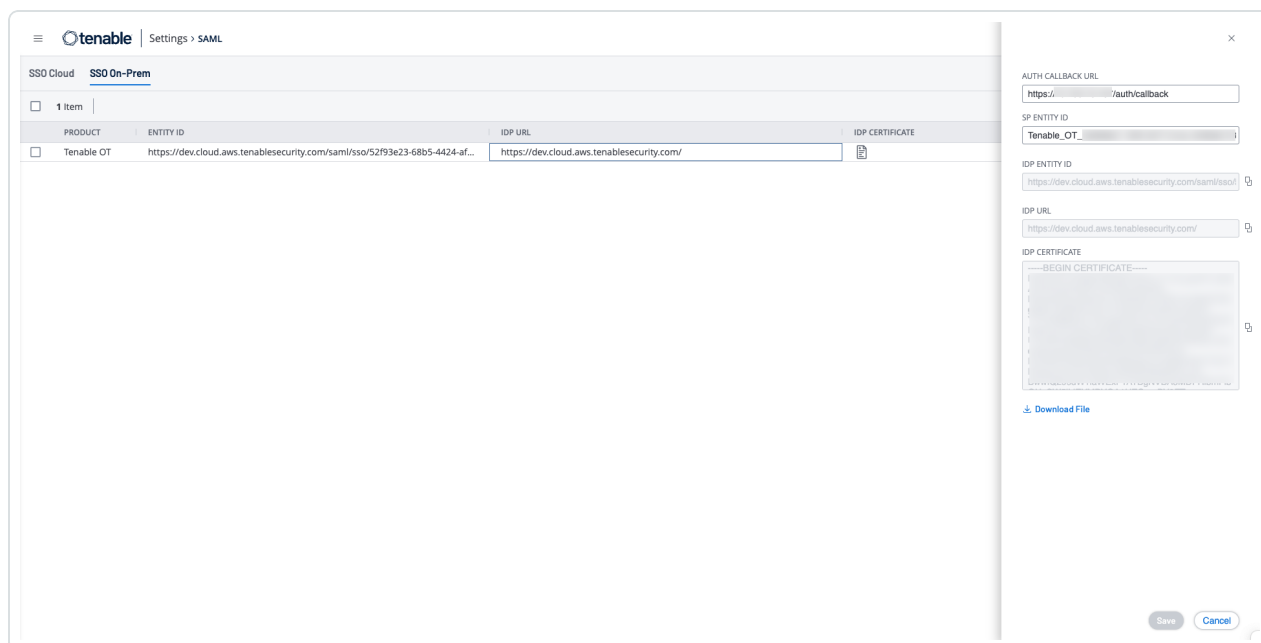 tenable Settings > SAML
SSO Cloud SSO On-Prem
1 Item
PRODUCT ENTITY ID IDP URL IDP CERTIFICATE
Tenable OT https://dev.cloud.aws.tenablesecurity.com/saml/sso/52f93e23-68b5-4424-af... https://dev.cloud.aws.tenablesecurity.com/
AUTH CALLBACK URL
https:// /auth/callback
SP ENTITY ID
Tenable_OT_
IDP ENTITY ID
https://dev.cloud.aws.tenablesecurity.com/saml/sso/
IDP URL
https://dev.cloud.aws.tenablesecurity.com/
IDP CERTIFICATE
-----BEGIN CERTIFICATE-----
Download File
Save Cancel